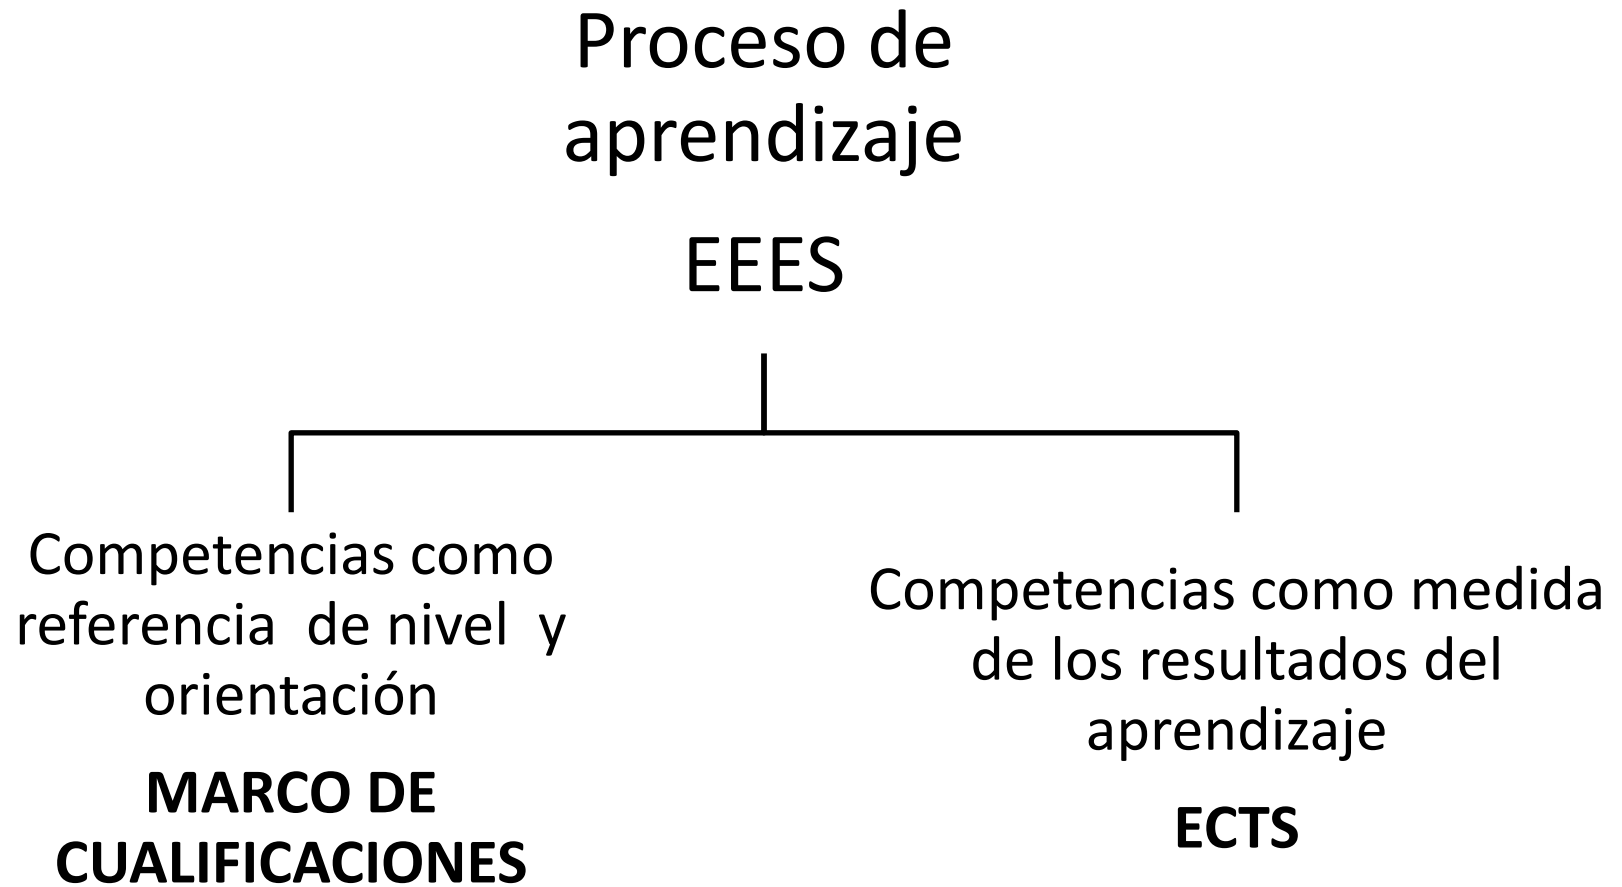 Proceso de
aprendizaje
EEES
Competencias como
referencia de nivel y
orientación
MARCO DE
CUALIFICACIONES
Competencias como medida
de los resultados del
aprendizaje
ECTS